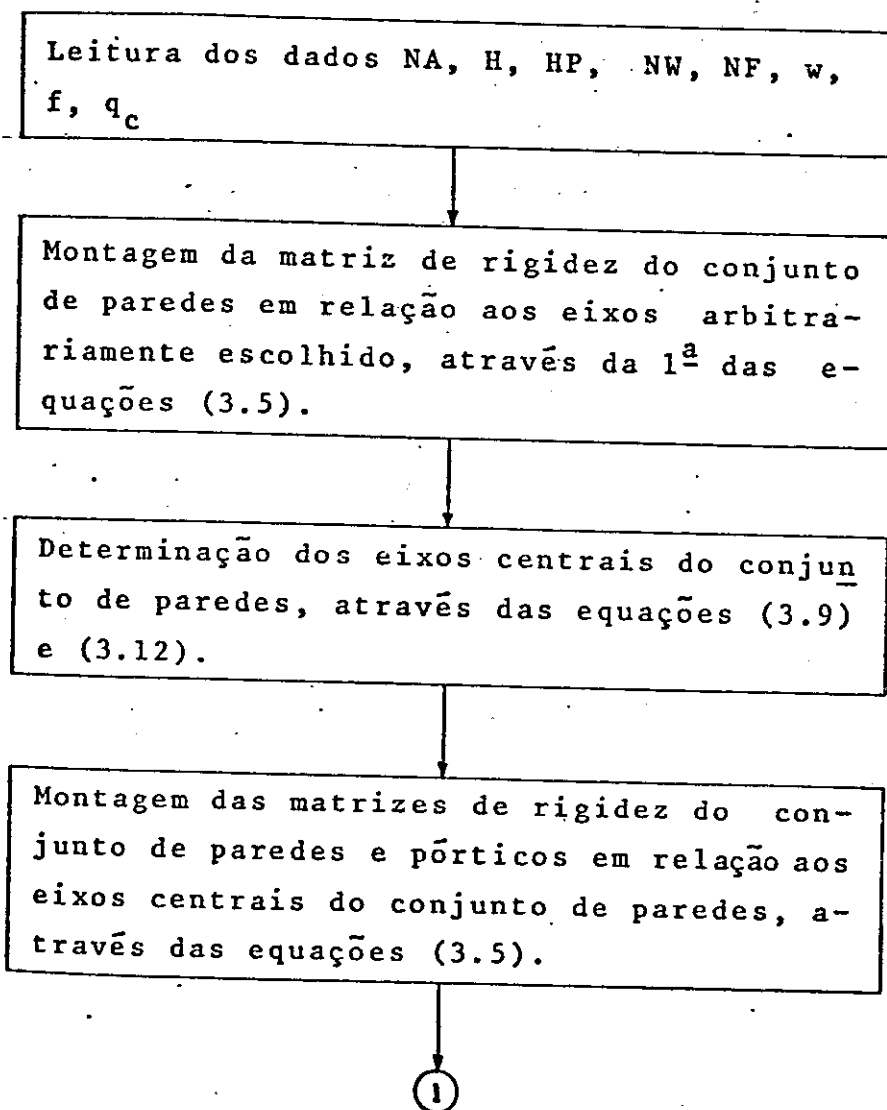 Leitura dos dados NA, H, HP, NW, NF, w,
f, q_c
Montagem da matriz de rigidez do conjunto
de paredes em relação aos eixos arbitra-
riamente escolhido, através da 1ª das e-
quações (3.5).
Determinação dos eixos centrais do conjun
to de paredes, através das equações (3.9)
e (3.12).
Montagem das matrizes de rigidez do con-
junto de paredes e pórticos em relação aos
eixos centrais do conjunto de paredes, a-
través das equações (3.5).
1